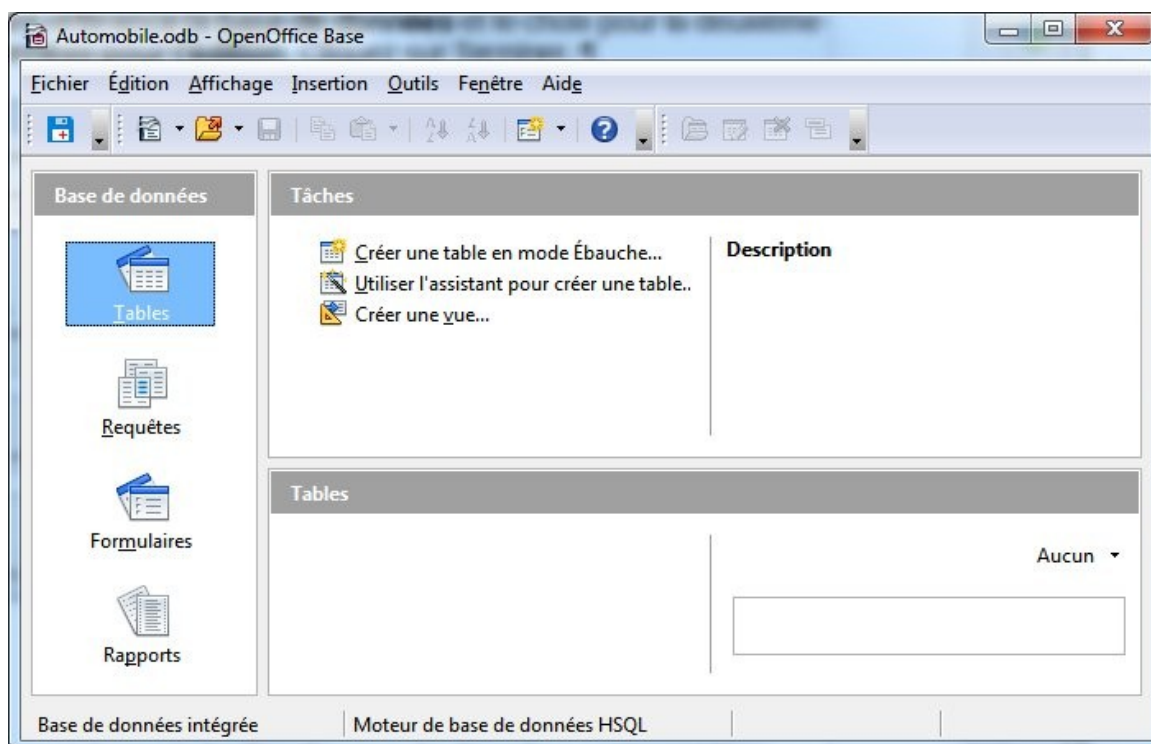 Automobile.odb - OpenOffice Base
Fichier Édition Affichage Insertion Outils Fenêtre Aide
Base de données
Tables
Requêtes
Formulaires
Rapports
Tâches
Créer une table en mode Ébauche...
Utiliser l'assistant pour créer une table..
Créer une vue...
Description
Tables
Aucun
Base de données intégrée
Moteur de base de données HSQL